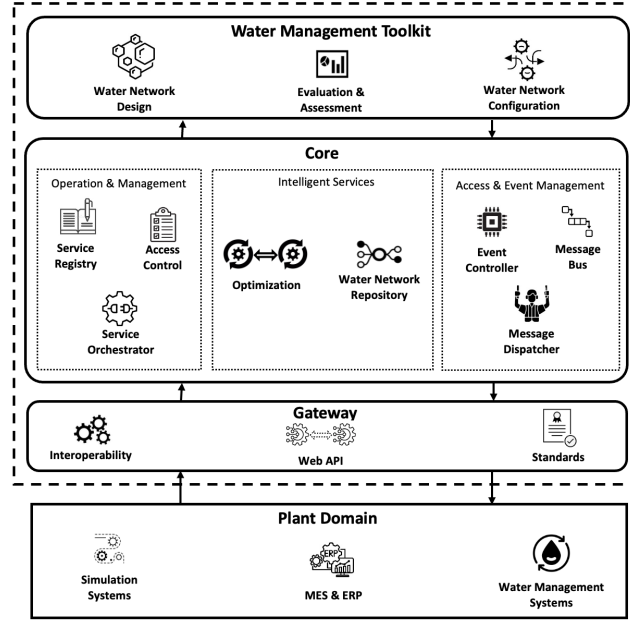 Water Management Toolkit
Water Network
Design
Evaluation &
Assessment
Water Network
Configuration
Core
Operation & Management
Service
Registry
Access
Control
Service
Orchestrator
Intelligent Services
Optimization
Water Network
Repository
Access & Event Management
Event
Controller
Message
Bus
Message
Dispatcher
Gateway
Interoperability
Web API
Standards
Plant Domain
Simulation
Systems
ERP
MES & ERP
Water Management
Systems